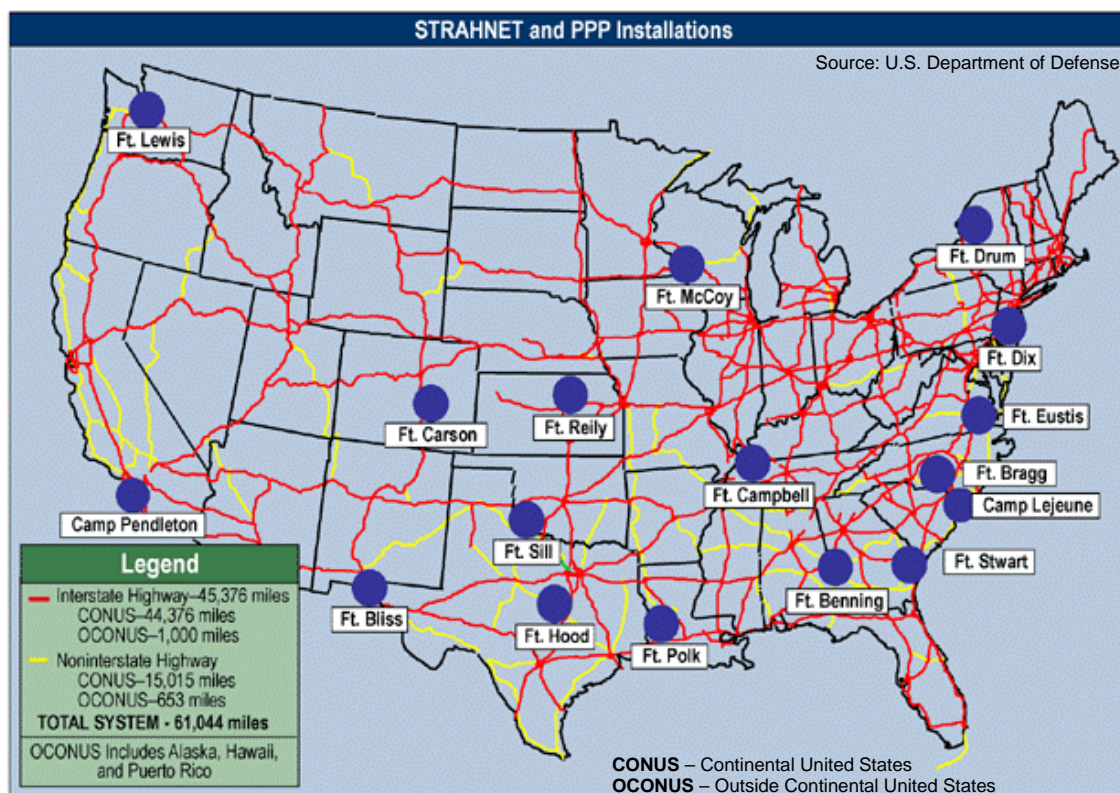 STRAHNET and PPP Installations
Source: U.S. Department of Defense
Ft. Lewis
Ft. Drum
Ft. McCoy
Ft. Dix
Ft. Eustis
Ft. Carson
Ft. Reily
Ft. Bragg
Ft. Campbell
Camp Lejeune
Camp Pendleton
Ft. Sill
Ft. Stwart
Ft. Benning
Ft. Bliss
Ft. Hood
Ft. Polk
Legend
Interstate Highway–45,376 miles
CONUS–44,376 miles
OCONUS–1,000 miles
Noninterstate Highway
CONUS–15,015 miles
OCONUS–653 miles
TOTAL SYSTEM - 61,044 miles
OCONUS Includes Alaska, Hawaii,
and Puerto Rico
CONUS – Continental United States
OCONUS – Outside Continental United States